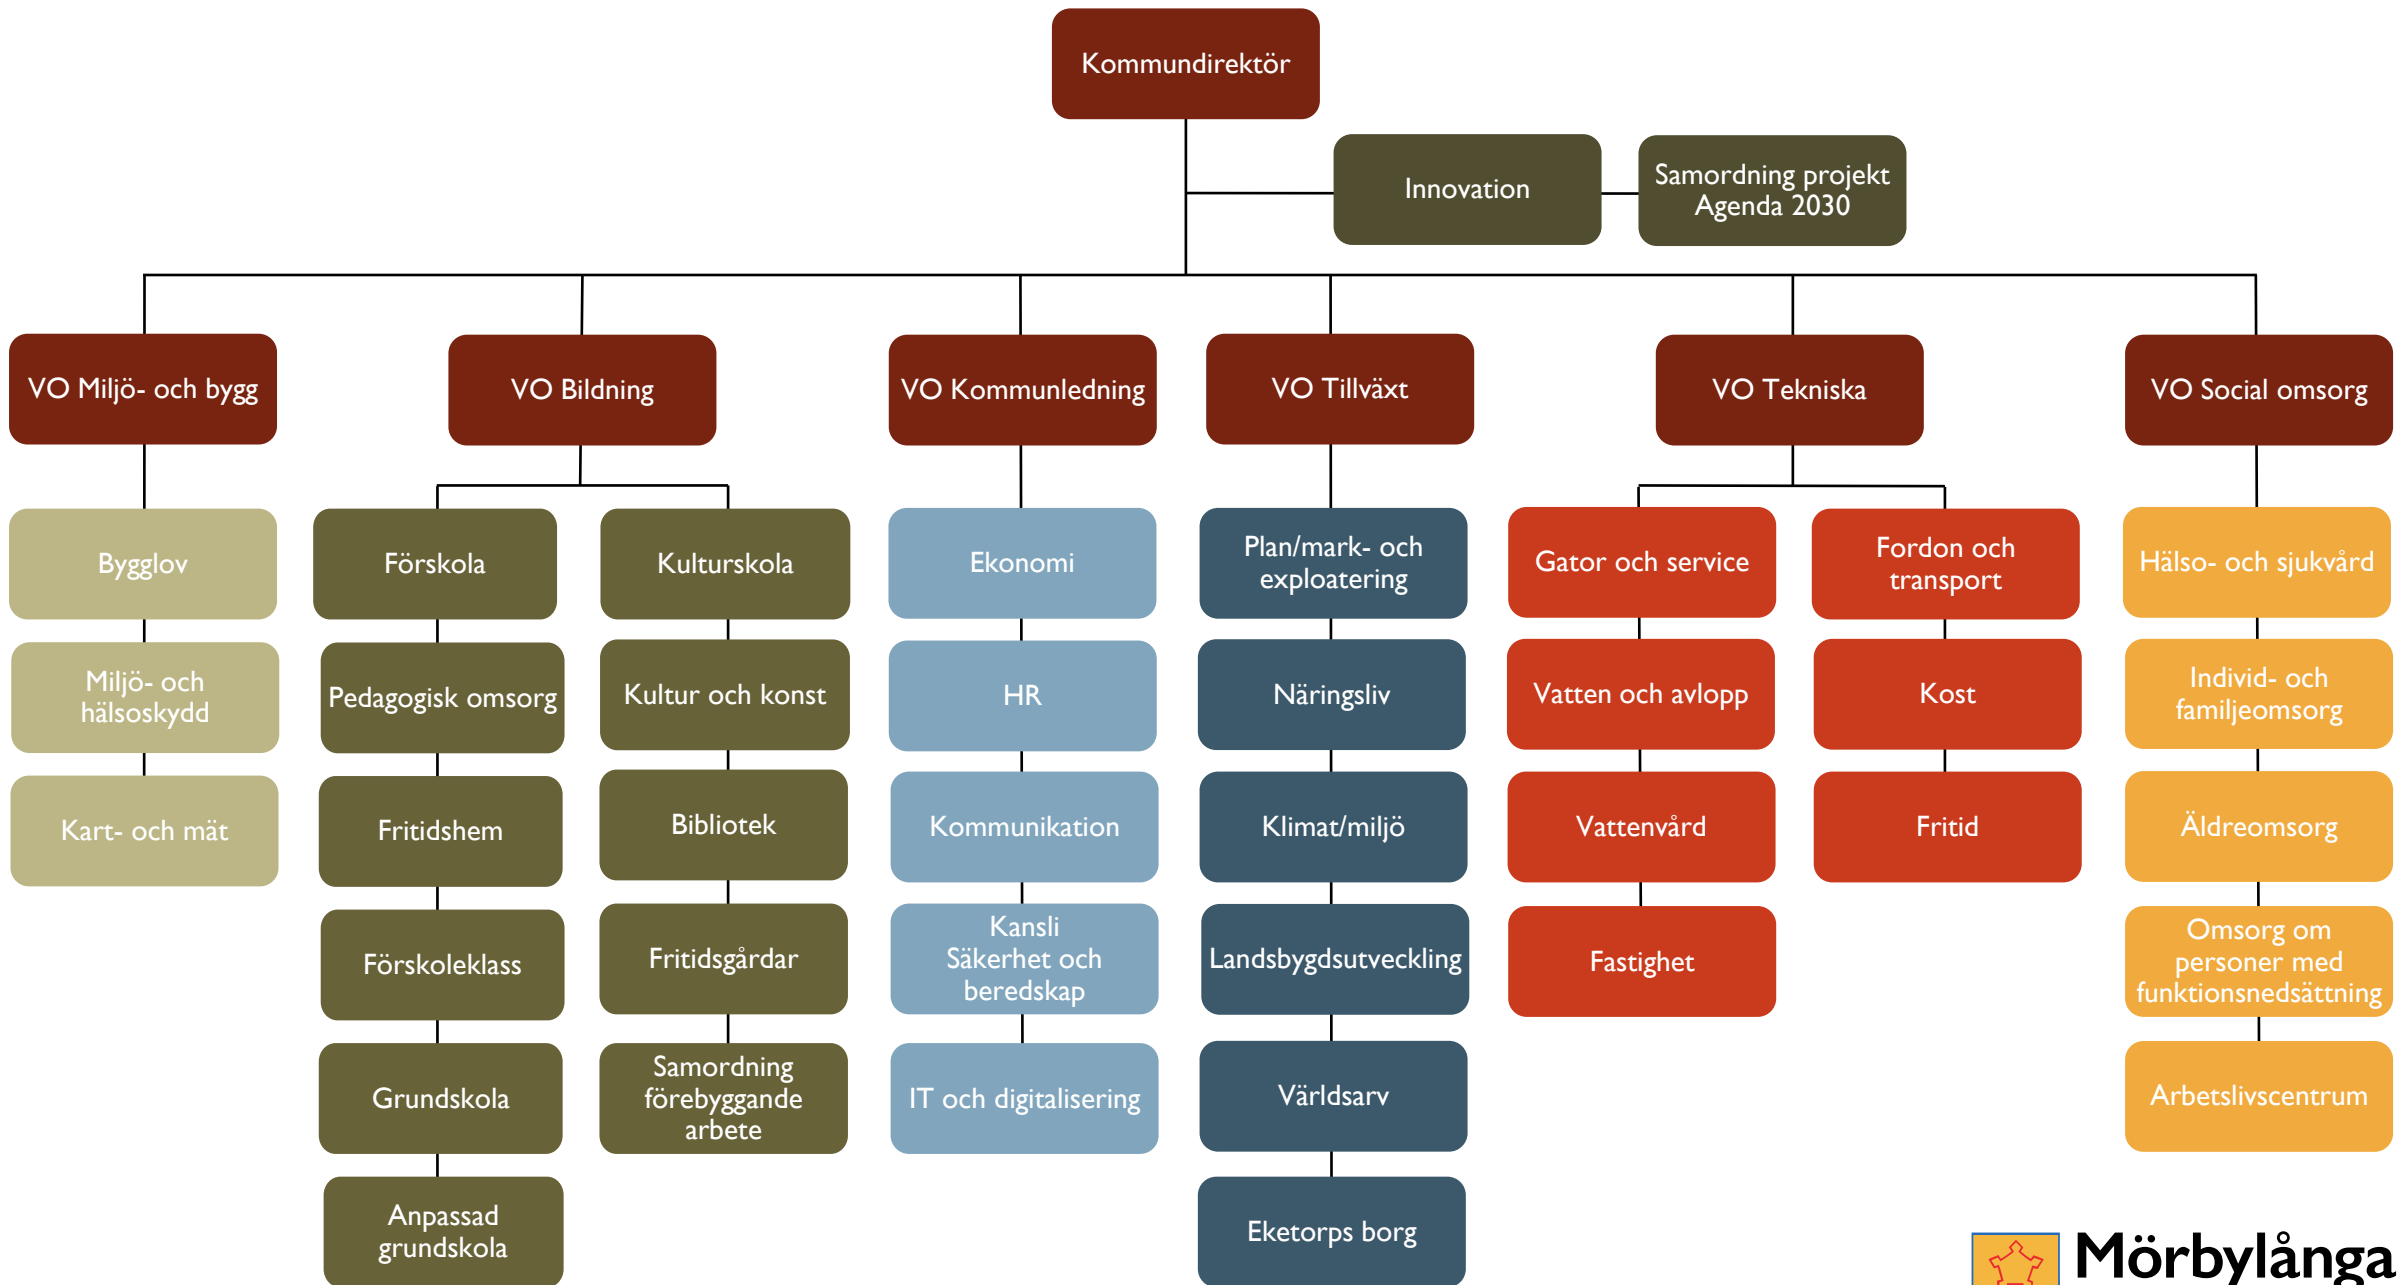 Kommundirektör
Innovation
Samordning projekt
Agenda 2030
VO Miljö- och bygg
VO Bildning
VO Kommunledning
VO Tillväxt
VO Tekniska
VO Social omsorg
Bygglov
Miljö- och
hälsoskydd
Kart- och mät
Förskola
Pedagogisk omsorg
Fritidshem
Förskoleklass
Grundskola
Anpassad
grundskola
Kulturskola
Kultur och konst
Bibliotek
Fritidsgårdar
Samordning
förebyggande
arbete
Ekonomi
HR
Kommunikation
Kansli
Säkerhet och
beredskap
IT och digitalisering
Plan/mark- och
exploatering
Näringsliv
Klimat/miljö
Landsbygdsutveckling
Världsarv
Eketorps borg
Gator och service
Vatten och avlopp
Vattenvård
Fastighet
Fordon och
transport
Kost
Fritid
Hälso- och sjukvård
Individ- och
familjeomsorg
Äldreomsorg
Omsorg om
personer med
funktionsnedsättning
Arbetslivscentrum
Mörbylånga